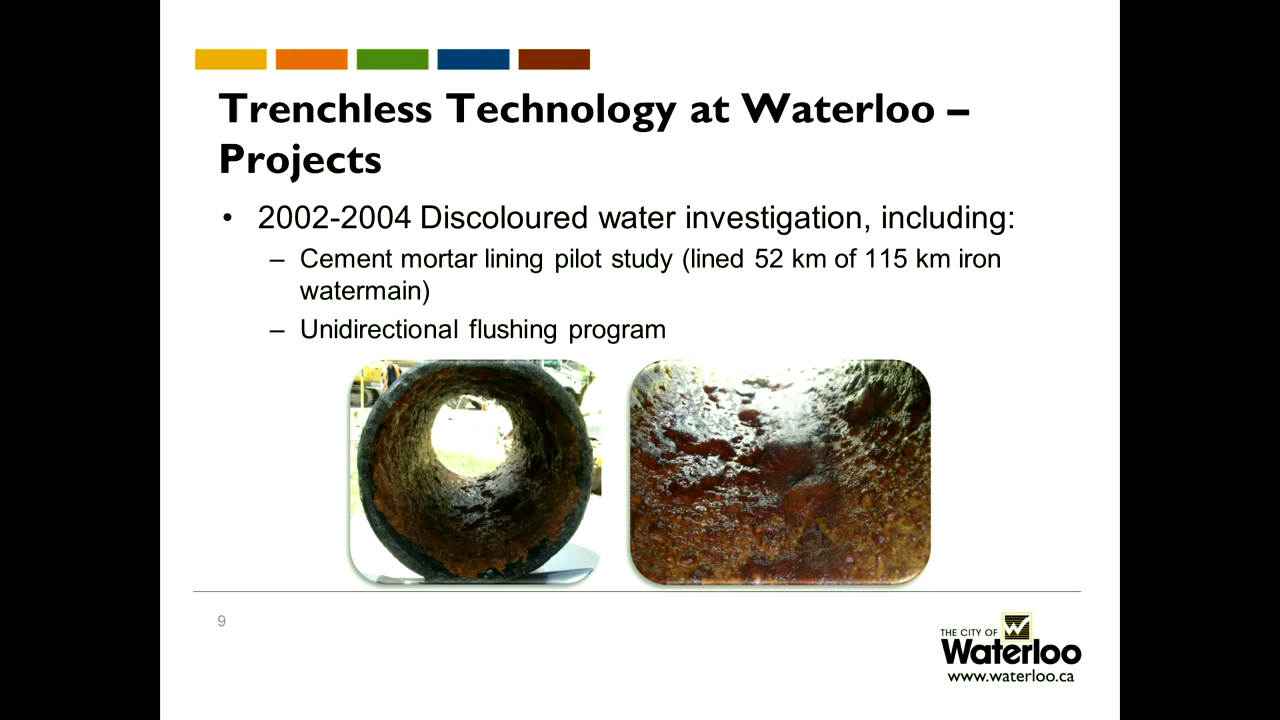 Trenchless Technology at Waterloo –
Projects
• 2002-2004 Discoloured water investigation, including:
– Cement mortar lining pilot study (lined 52 km of 115 km iron
watermain)
– Unidirectional flushing program
9
THE CITY OF
Waterloo
www.waterloo.ca